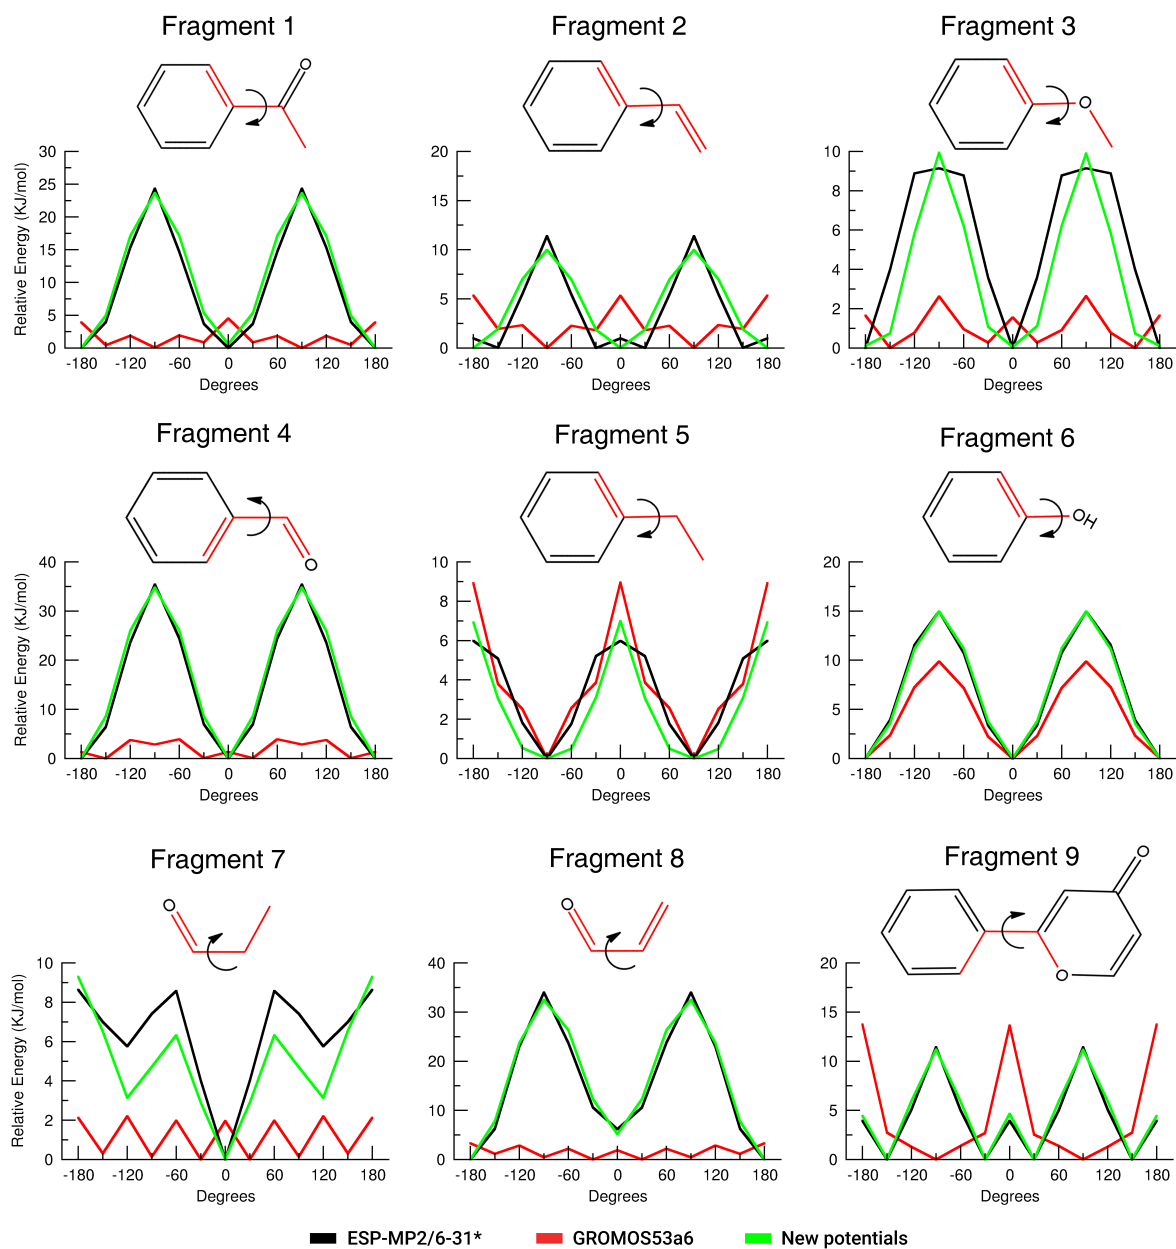 Fragment 1
Fragment 2
Fragment 3
O
O
30
25
20
15
10
5
0
Relative Energy (KJ/mol)
-180 -120 -60 0 60 120 180
Degrees
20
15
10
5
0
-180 -120 -60 0 60 120 180
Degrees
10
8
6
4
2
0
-180 -120 -60 0 60 120 180
Degrees
Fragment 4
Fragment 5
Fragment 6
O
OH
40
30
20
10
0
Relative Energy (KJ/mol)
-180 -120 -60 0 60 120 180
Degrees
10
8
6
4
2
0
-180 -120 -60 0 60 120 180
Degrees
20
15
10
5
0
-180 -120 -60 0 60 120 180
Degrees
Fragment 7
Fragment 8
Fragment 9
O
O
O
O
10
8
6
4
2
0
Relative Energy (KJ/mol)
-180 -120 -60 0 60 120 180
Degrees
40
30
20
10
0
-180 -120 -60 0 60 120 180
Degrees
20
15
10
5
0
-180 -120 -60 0 60 120 180
Degrees
ESP-MP2/6-31* GROMOS53a6 New potentials